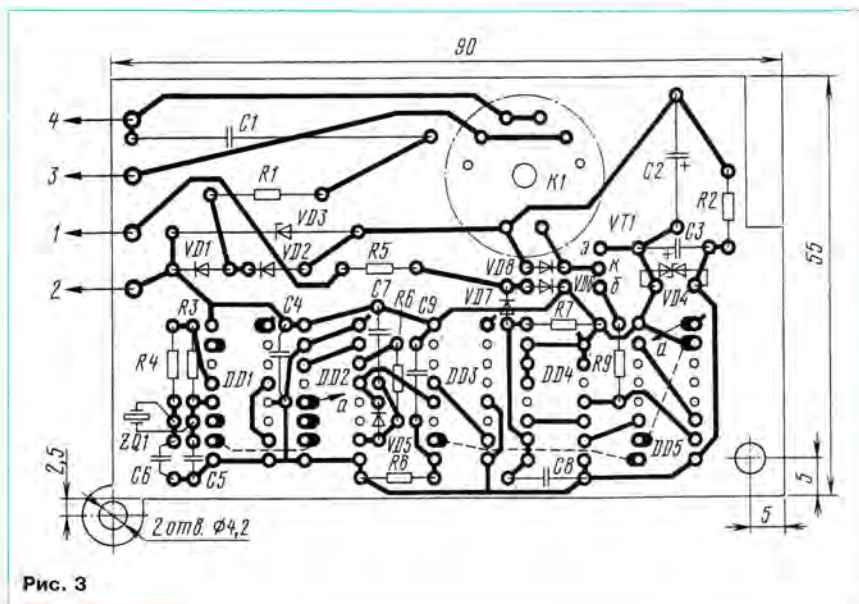 90
4
C1
3
K1
C2
R1
R2
1
VD3
VT1
VD1
VD2
R5
э
C3
VD8
к
2
VD6
б
VD4
55
C4
C7
R6
C9
VD7
R7
R3
R4
DD1
DD2
DD3
DD4
R9
а
а
ZQ1
VD5
DD5
2,5
C6
C5
R8
C8
5
5
2 отв. Ф4,2
Рис. 3